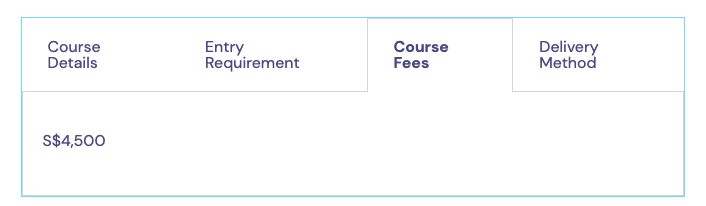 Course
Details
Entry
Requirement
Course
Fees
Delivery
Method
S$4,500